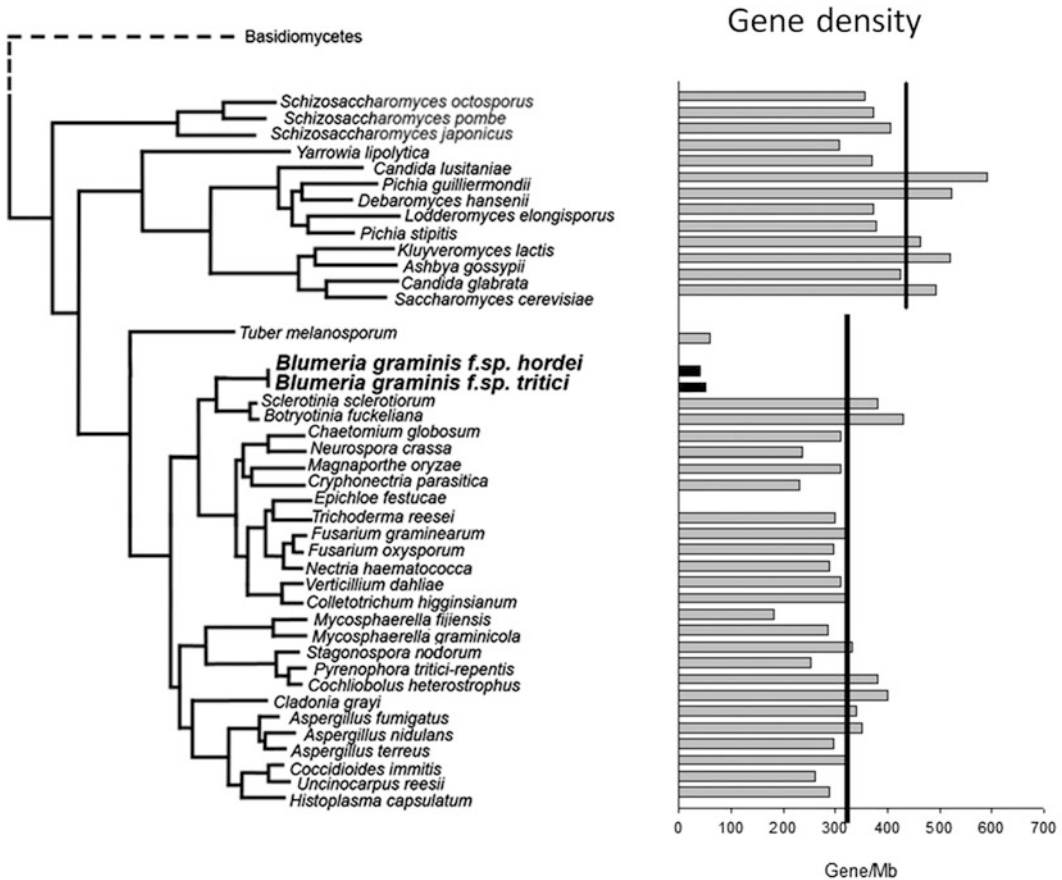 Gene density
Basidiomycetes
Schizosaccharomyces octosporus
Schizosaccharomyces pombe
Schizosaccharomyces japonicus
Yarrowia lipolytica
Candida lusitaniae
Pichia guilliermondii
Debaromyces hansenii
Lodderomyces elongisporus
Pichia stipitis
Kluyveromyces lactis
Ashbya gossypii
Candida glabrata
Saccharomyces cerevisiae
Tuber melanosporum
Blumeria graminis f.sp. hordei
Blumeria graminis f.sp. tritici
Sclerotinia sclerotiorum
Botryotinia fuckeliana
Chaetomium globosum
Neurospora crassa
Magnaporthe oryzae
Cryphonectria parasitica
Epichloe festucae
Trichoderma reesei
Fusarium graminearum
Fusarium oxysporum
Nectria haematococca
Verticillium dahliae
Colletotrichum higginsianum
Mycosphaerella fijiensis
Mycosphaerella graminicola
Stagonospora nodorum
Pyrenophora tritici-repentis
Cochliobolus heterostrophus
Cladonia grayi
Aspergillus fumigatus
Aspergillus nidulans
Aspergillus terreus
Coccidioides immitis
Uncinocarpus reesii
Histoplasma capsulatum
0 100 200 300 400 500 600 700
Gene/Mb